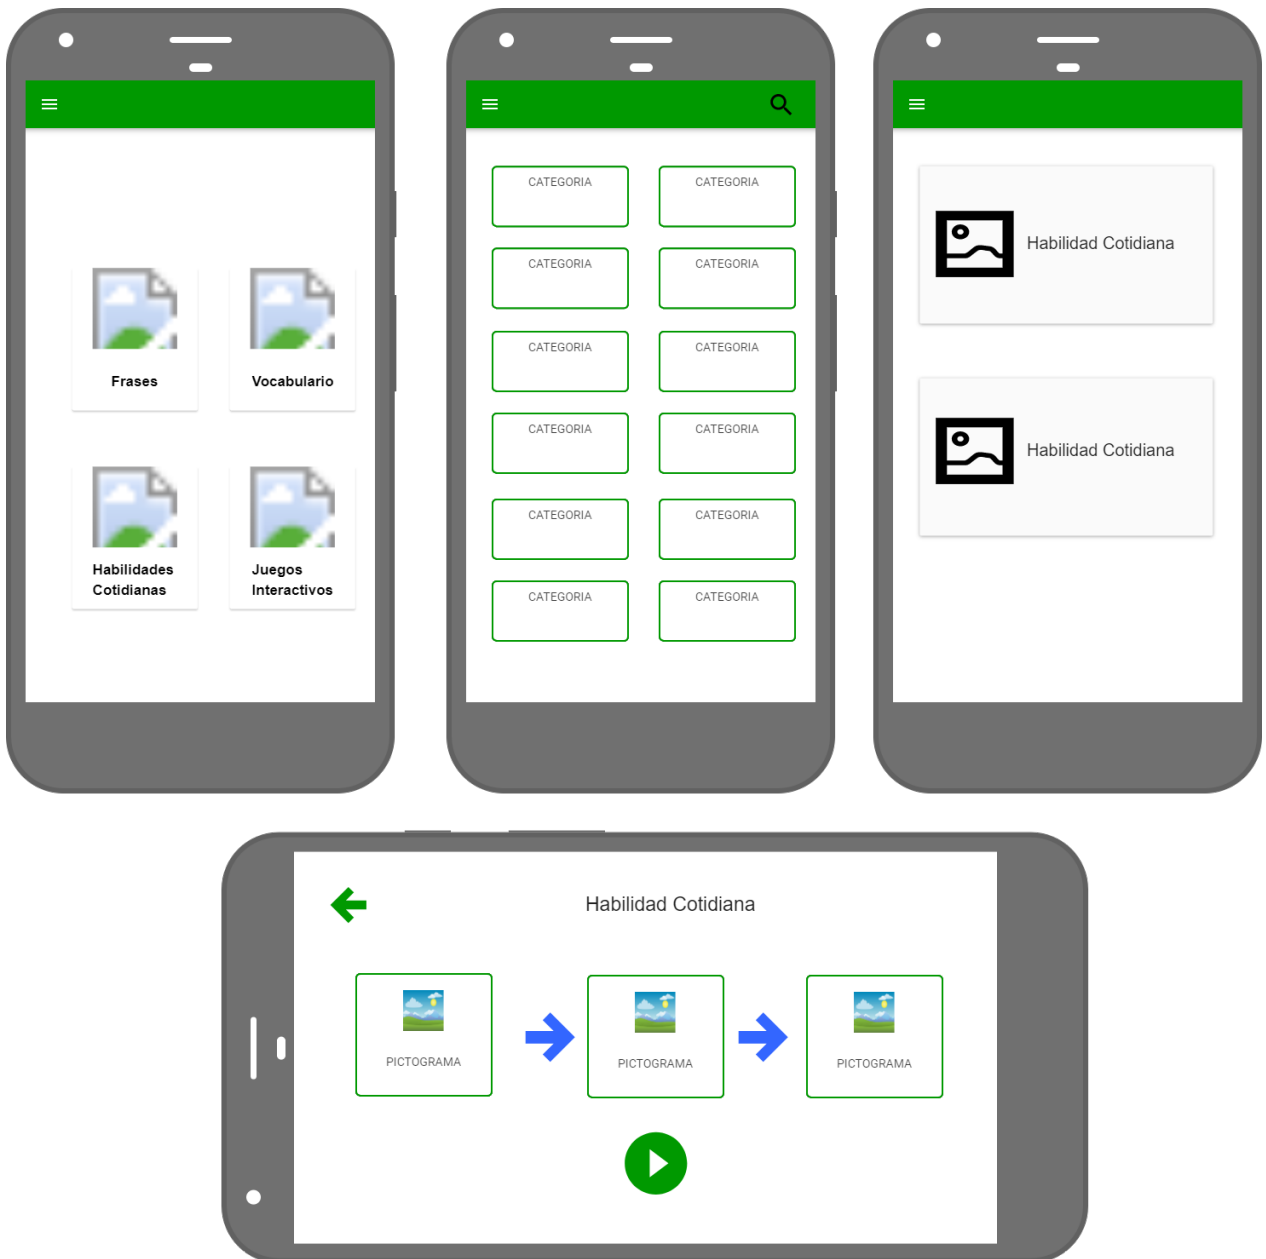 Frases
Vocabulario
Habilidades
Cotidianas
Juegos
Interactivos
CATEGORIA
CATEGORIA
CATEGORIA
CATEGORIA
CATEGORIA
CATEGORIA
CATEGORIA
CATEGORIA
CATEGORIA
CATEGORIA
CATEGORIA
CATEGORIA
Habilidad Cotidiana
Habilidad Cotidiana
Habilidad Cotidiana
PICTOGRAMA
PICTOGRAMA
PICTOGRAMA